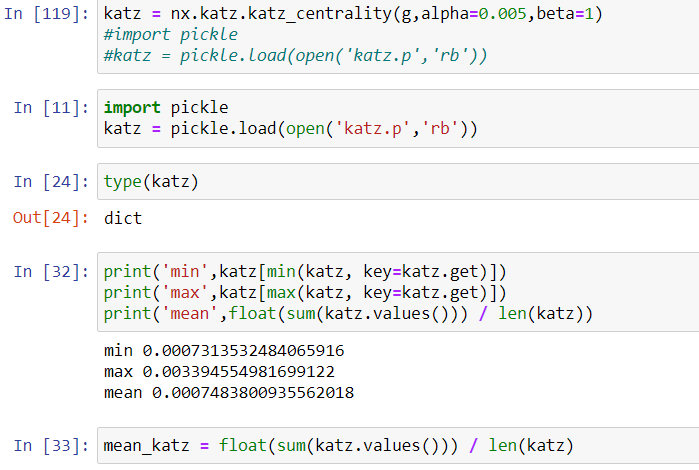 In [119]: katz = nx.katz.katz_centrality(g,alpha=0.005,beta=1)
#import pickle
#katz = pickle.load(open('katz.p','rb'))
In [11]: import pickle
katz = pickle.load(open('katz.p','rb'))
In [24]: type(katz)
Out[24]: dict
In [32]: print('min',katz[min(katz, key=katz.get)])
print('max',katz[max(katz, key=katz.get)])
print('mean',float(sum(katz.values())) / len(katz))
min 0.0007313532484065916
max 0.003394554981699122
mean 0.0007483800935562018
In [33]: mean_katz = float(sum(katz.values())) / len(katz)